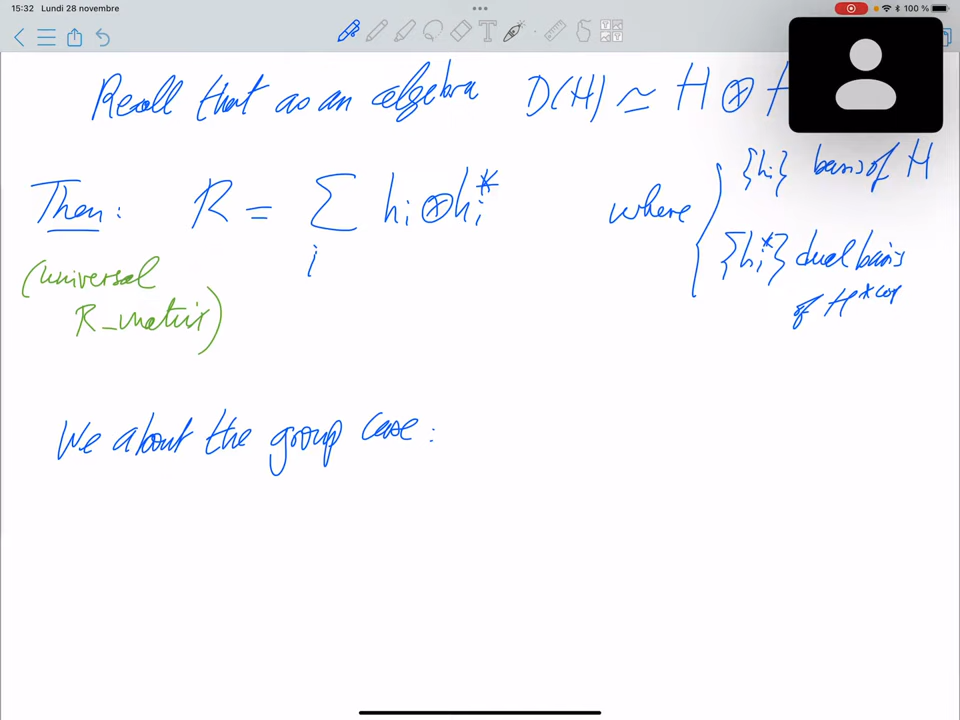 15:32 Lundi 28 novembre
100 %
Recall that as an algebra D(H) ≃ H ⊗
Then: R = ∑ hi ⊗ hi* where {hi} basis of H
i
{hi*} dual basis
of H*cop
(universal
R_matrix)
We about the group case: